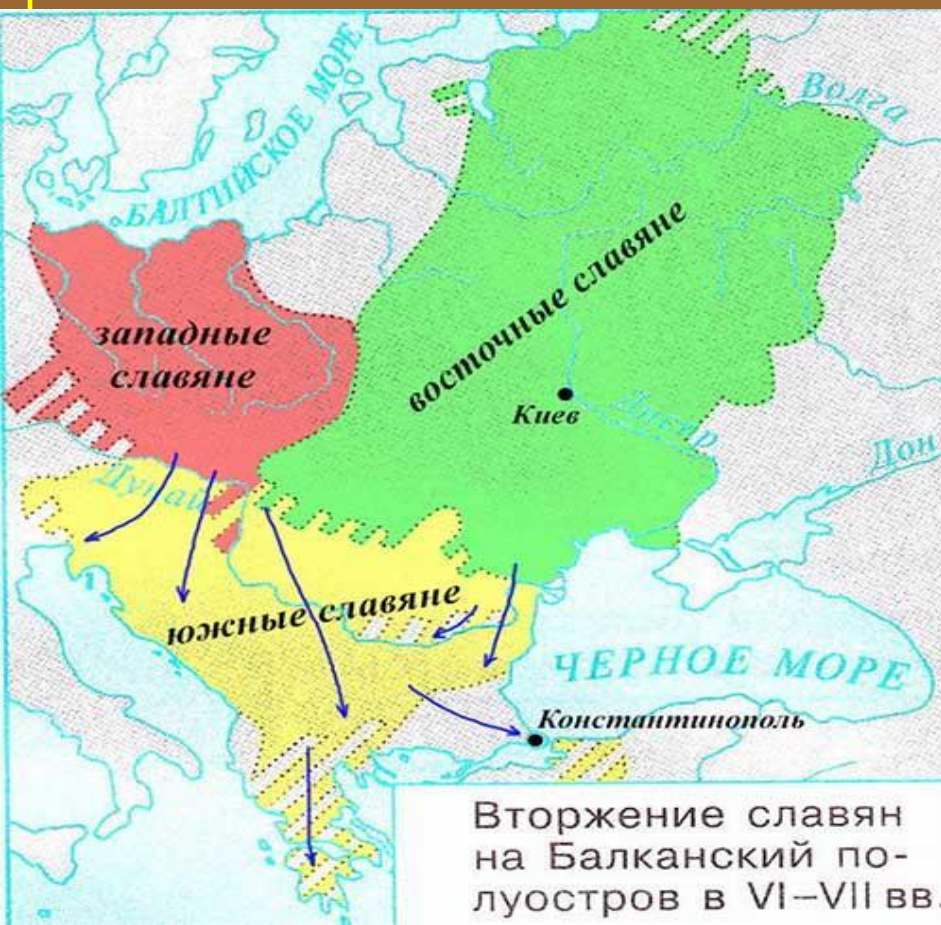 Волга
БАЛТИЙСКОЕ МОРЕ
западные
славяне
восточные славяне
Киев
Днепр
Дон
Дунай
южные славяне
ЧЕРНОЕ МОРЕ
Константинополь
Вторжение славян
на Балканский по-
луостров в VI–VII вв.